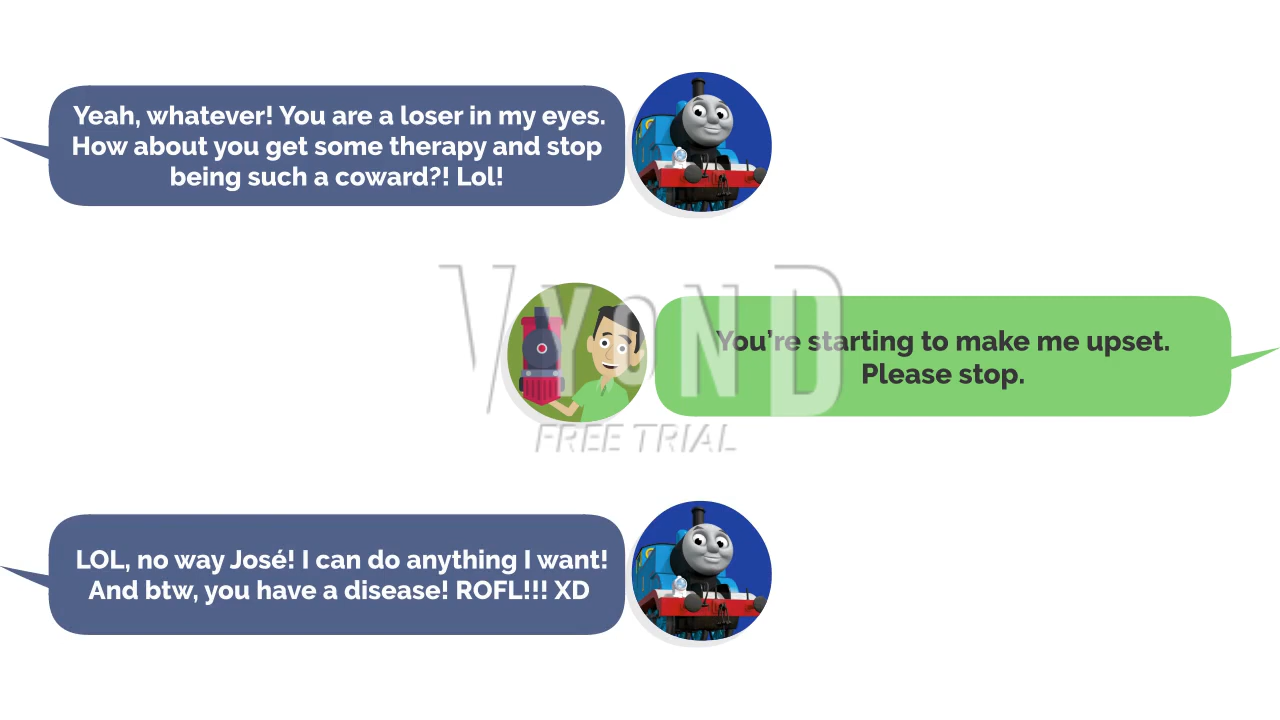 Yeah, whatever! You are a loser in my eyes.
How about you get some therapy and stop
being such a coward?! Lol!
You’re starting to make me upset.
Please stop.
VYOND
FREE TRIAL
LOL, no way José! I can do anything I want!
And btw, you have a disease! ROFL!!! XD